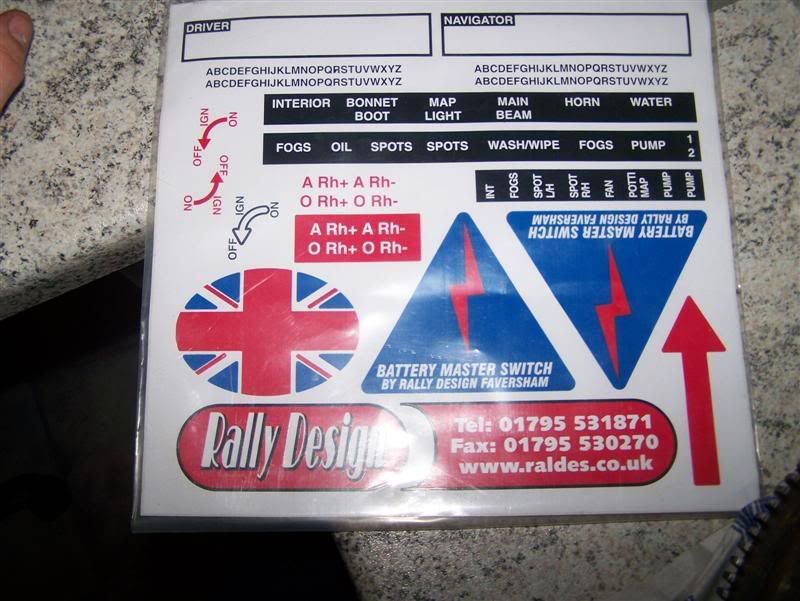 DRIVER
NAVIGATOR
ABCDEFGHIJKLMNOPQRSTUVWXYZ
ABCDEFGHIJKLMNOPQRSTUVWXYZ
ABCDEFGHIJKLMNOPQRSTUVWXYZ
ABCDEFGHIJKLMNOPQRSTUVWXYZ
INTERIOR BONNET BOOT MAP LIGHT MAIN BEAM HORN WATER
FOGS OIL SPOTS SPOTS WASH/WIPE FOGS PUMP 1 2
INT FOGS SPOT L/H SPOT R/H FAN POTTI MAP PUMP PUMP
IGN
NO
OFF
OFF
NO
IGN
IGN
ON
OFF
A Rh+ A Rh-
O Rh+ O Rh-
A Rh+ A Rh-
O Rh+ O Rh-
BATTERY MASTER SWITCH
BY RALLY DESIGN FAVERSHAM
BATTERY MASTER SWITCH
BY RALLY DESIGN FAVERSHAM
Rally Design
Tel: 01795 531871
Fax: 01795 530270
www.raldes.co.uk